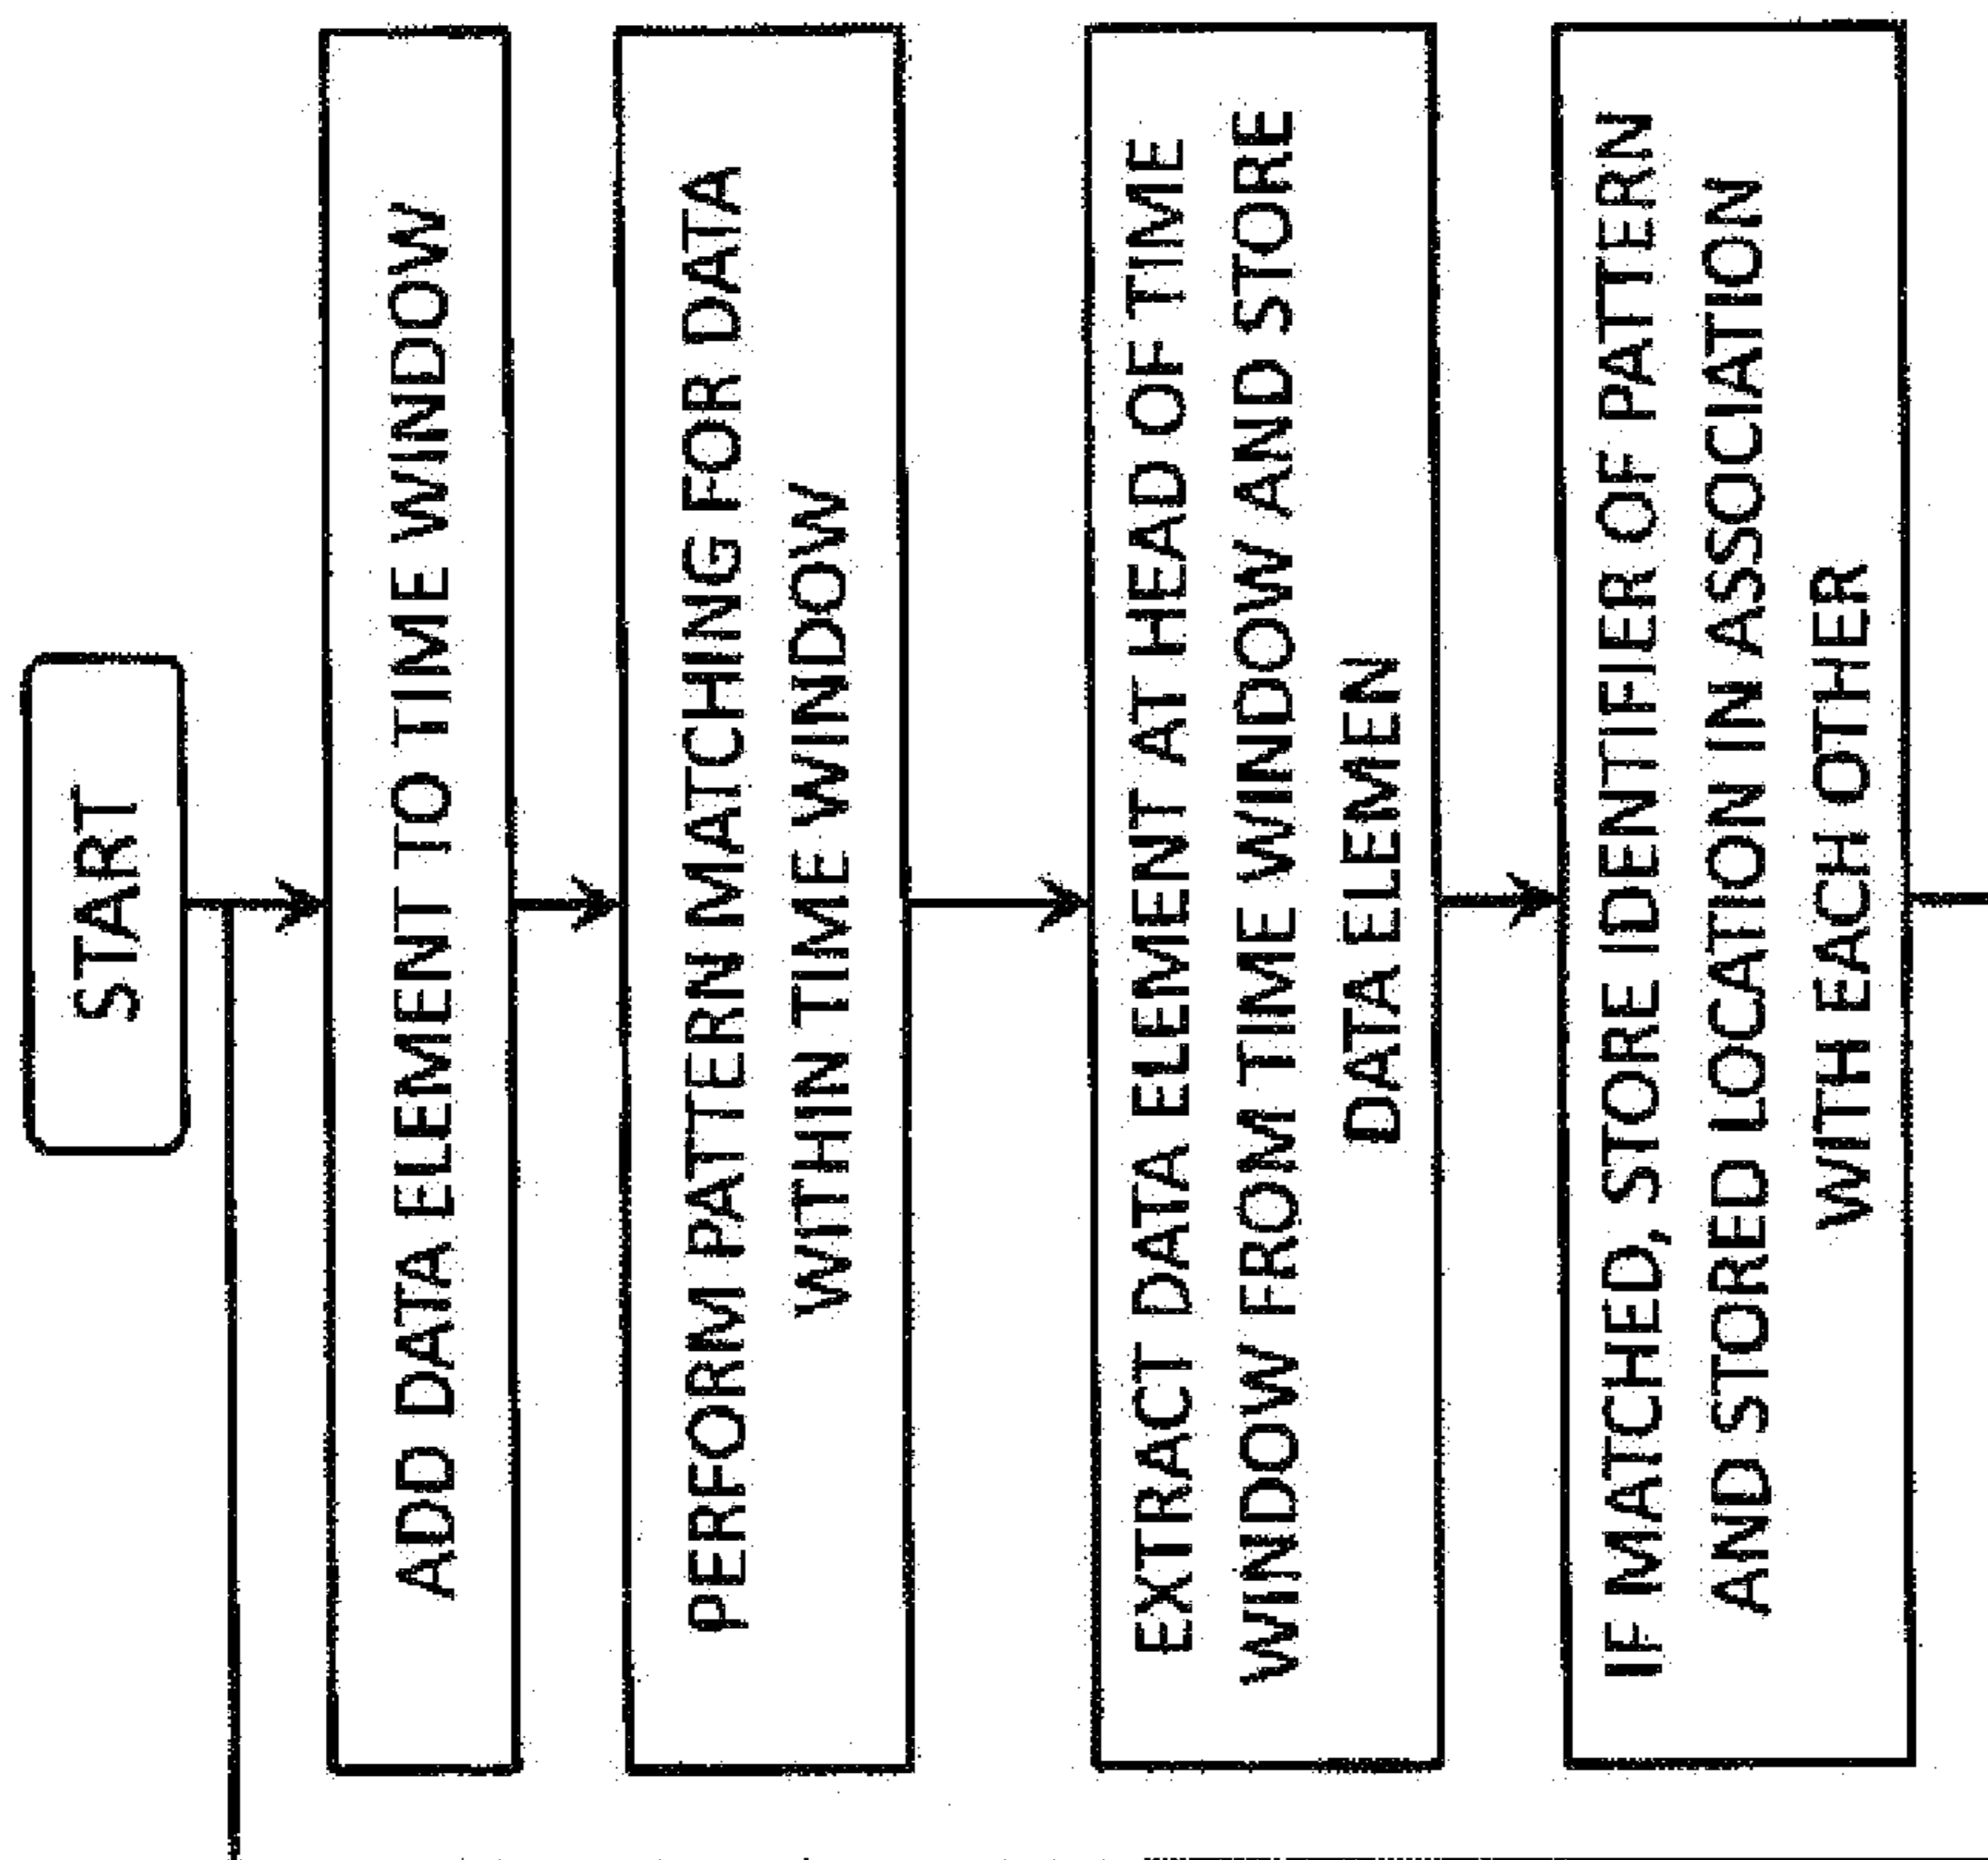 START
ADD DATA ELEMENT TO TIME WINDOW
PERFORM PATTERN MATCHING FOR DATA
WITHIN TIME WINDOW
EXTRACT DATA ELEMENT AT HEAD OF TIME
WINDOW FROM TIME WINDOW AND STORE
DATA ELEMEN
IF MATCHED, STORE IDENTIFIER OF PATTERN
AND STORED LOCATION IN ASSOCIATION
WITH EACH OTHER